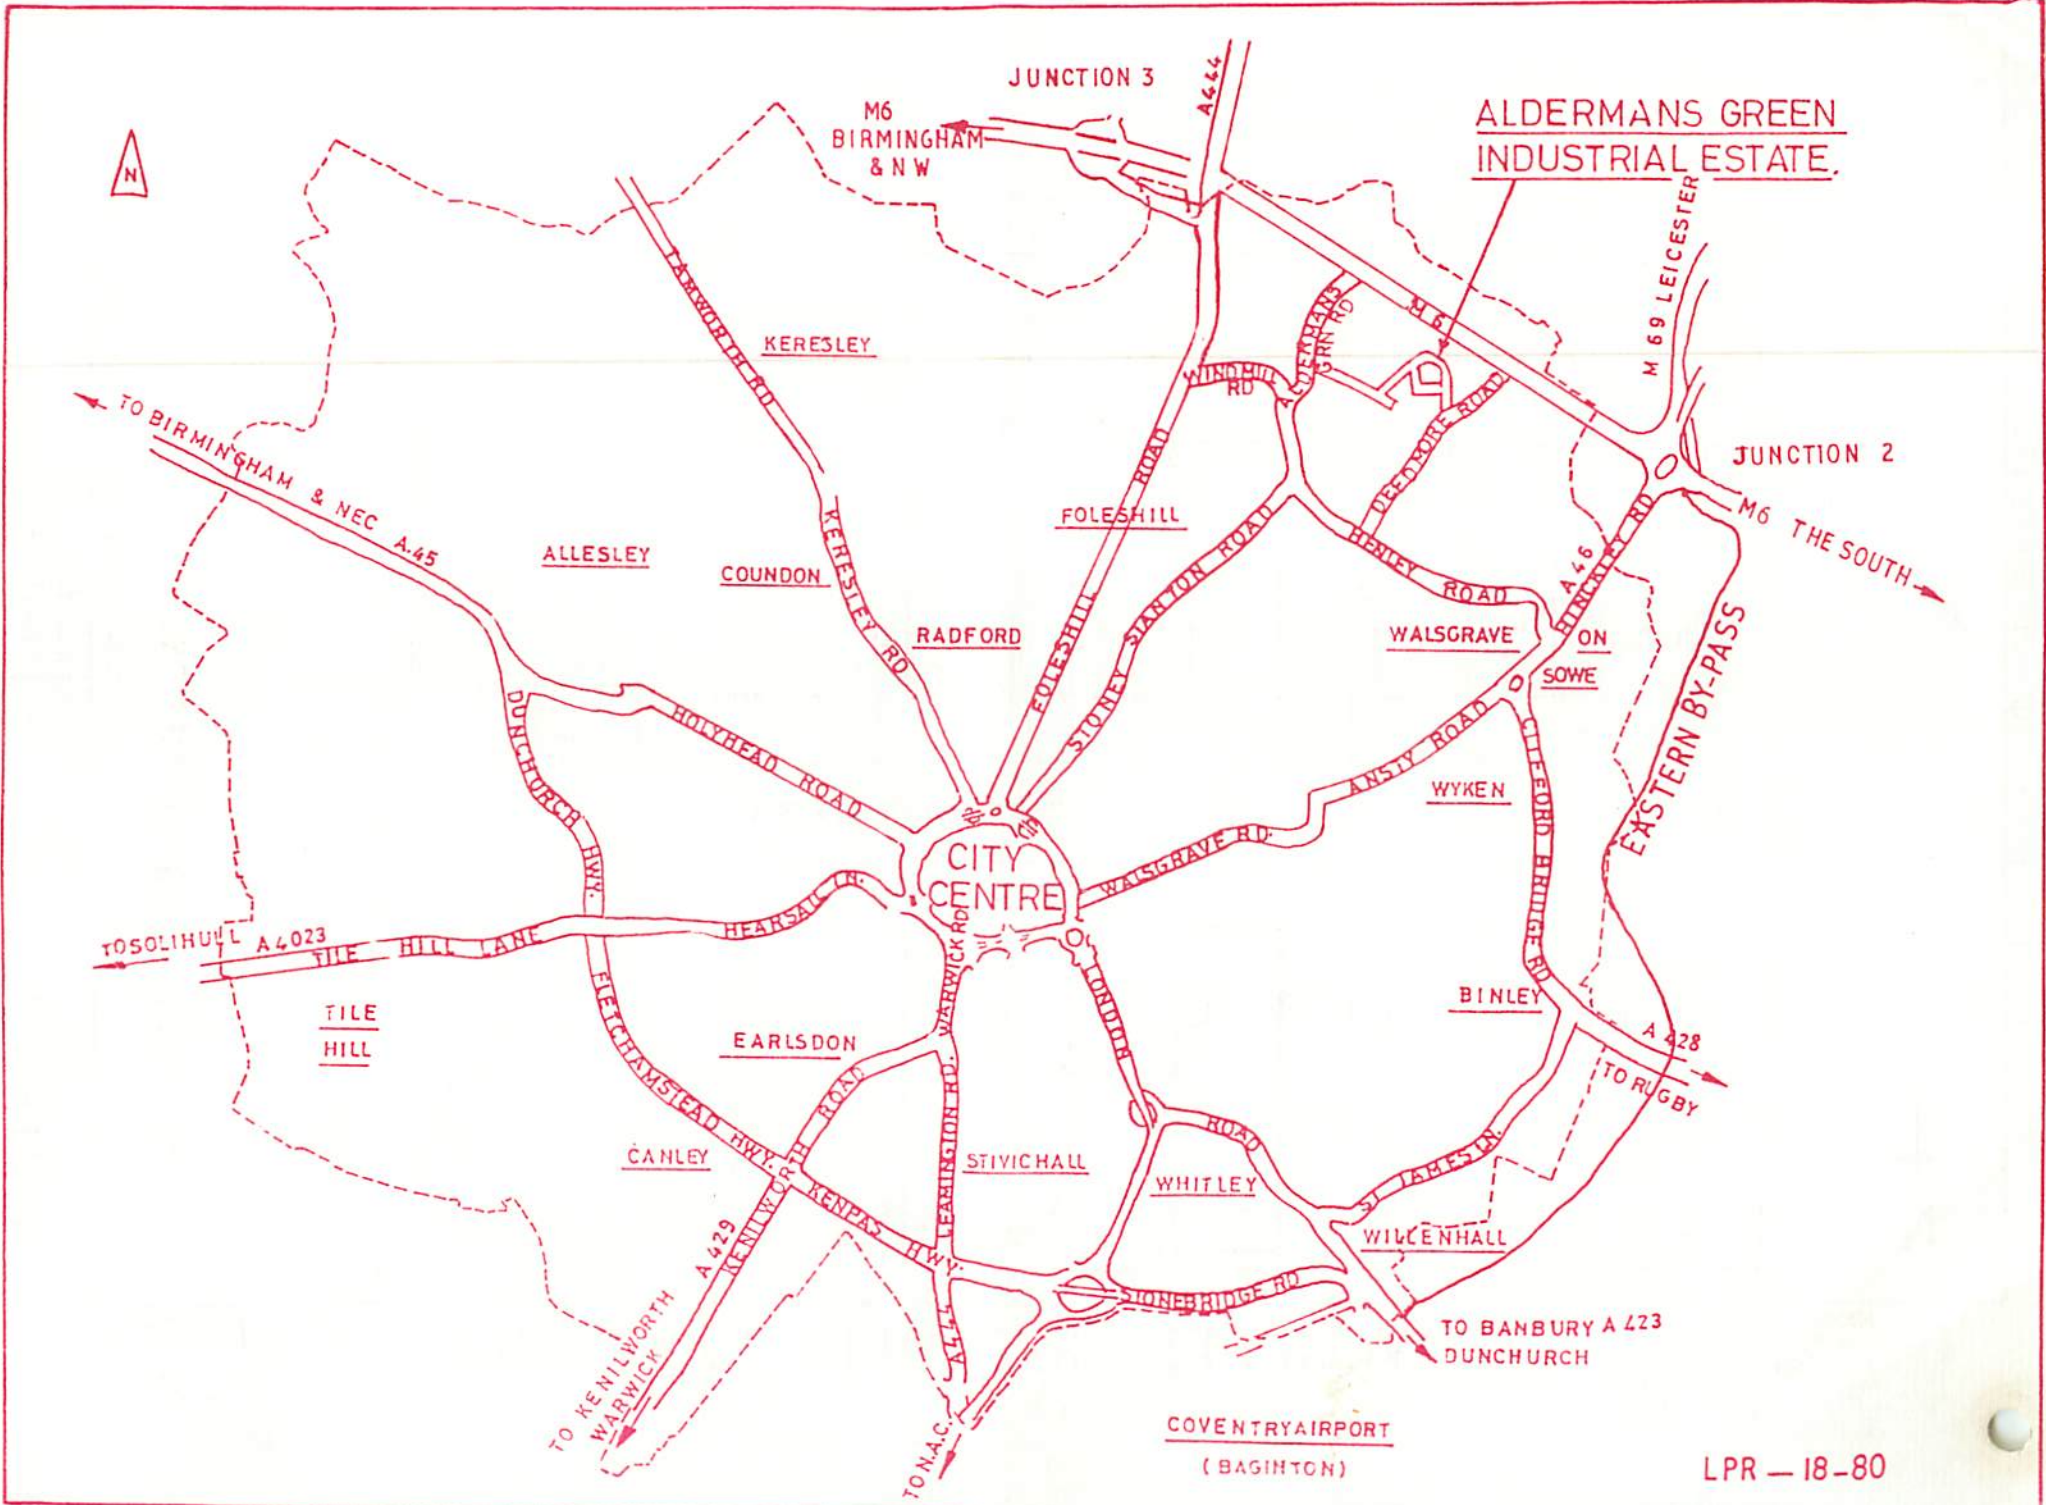 JUNCTION 3
A444
M6
BIRMINGHAM
& N W
ALDERMANS GREEN
INDUSTRIAL ESTATE.
N
M 69 LEICESTER
TAMWORTH RD
KERESLEY
M 6
ALDERMANS
GRN RD
WINDMILL
RD
DEEDMORE ROAD
JUNCTION 2
TO BIRMINGHAM & NEC
A.45
M6 THE SOUTH
FOLESHILL ROAD
FOLESHILL
ALLESLEY
COUNDON
KERESLEY RD
RADFORD
STONEY STANTON ROAD
HENLEY ROAD
A 46
HINCKLEY RD
WALSGRAVE ON
SOWE
EASTERN BY-PASS
DUNCHURCH HWY.
HOLYHEAD ROAD
ANSTY ROAD
WYKEN
CLIFFORD BRIDGE RD
WALSGRAVE RD.
CITY
CENTRE
HEARSALL LN.
TO SOLIHULL
A 4023
TILE HILL LANE
WARWICK RD
WARWICK RD.
LONDON ROAD
BINLEY
A 428
TO RUGBY
TILE
HILL
EARLSDON
FLETCHAMSTEAD HWY.
CANLEY
KENILWORTH ROAD
LEAMINGTON RD.
STIVICHALL
WHITLEY
ST JAMES LN.
WILLENHALL
KENPAS HWY.
A 429
STONEBRIDGE RD
A444
TO KENILWORTH
WARWICK
TO N.A.C.
TO BANBURY A 423
DUNCHURCH
COVENTRY AIRPORT
(BAGINTON)
LPR — 18-80